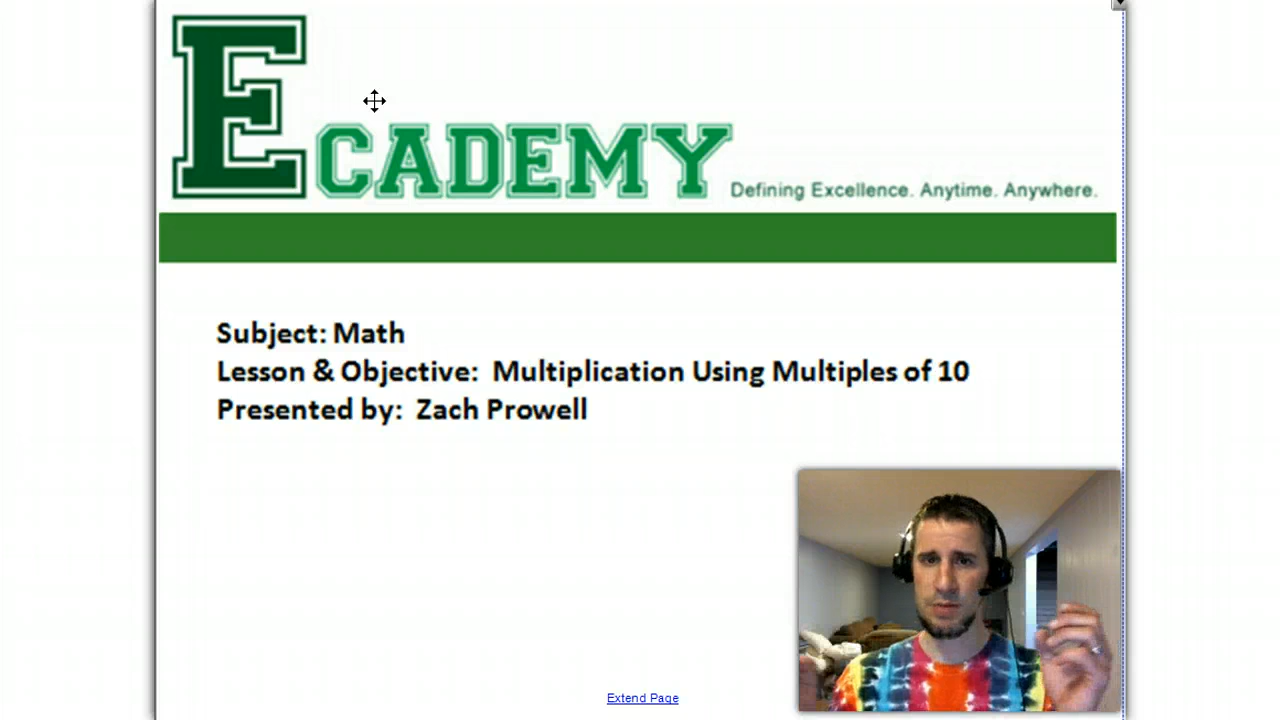 ECADEMY Defining Excellence. Anytime. Anywhere.
Subject: Math
Lesson & Objective: Multiplication Using Multiples of 10
Presented by: Zach Prowell
Extend Page